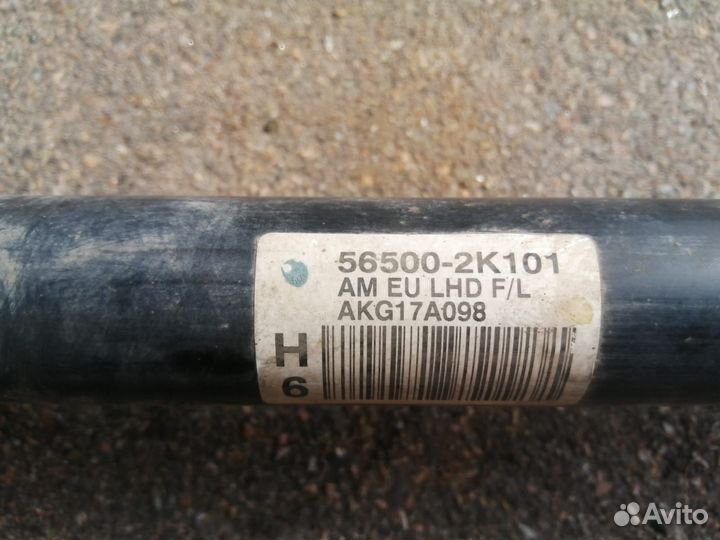 56500-2K101
AM EU LHD F/L
AKG17A098
H
6
Avito